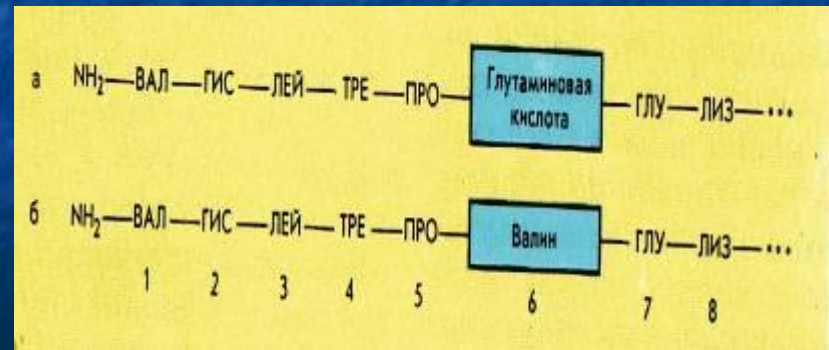 а NH₂—ВАЛ—ГИС—ЛЕЙ—ТРЕ—ПРО—Глутаминовая кислота—ГЛУ—ЛИЗ—•••
б NH₂—ВАЛ—ГИС—ЛЕЙ—ТРЕ—ПРО—Валин—ГЛУ—ЛИЗ—•••
1 2 3 4 5 6 7 8